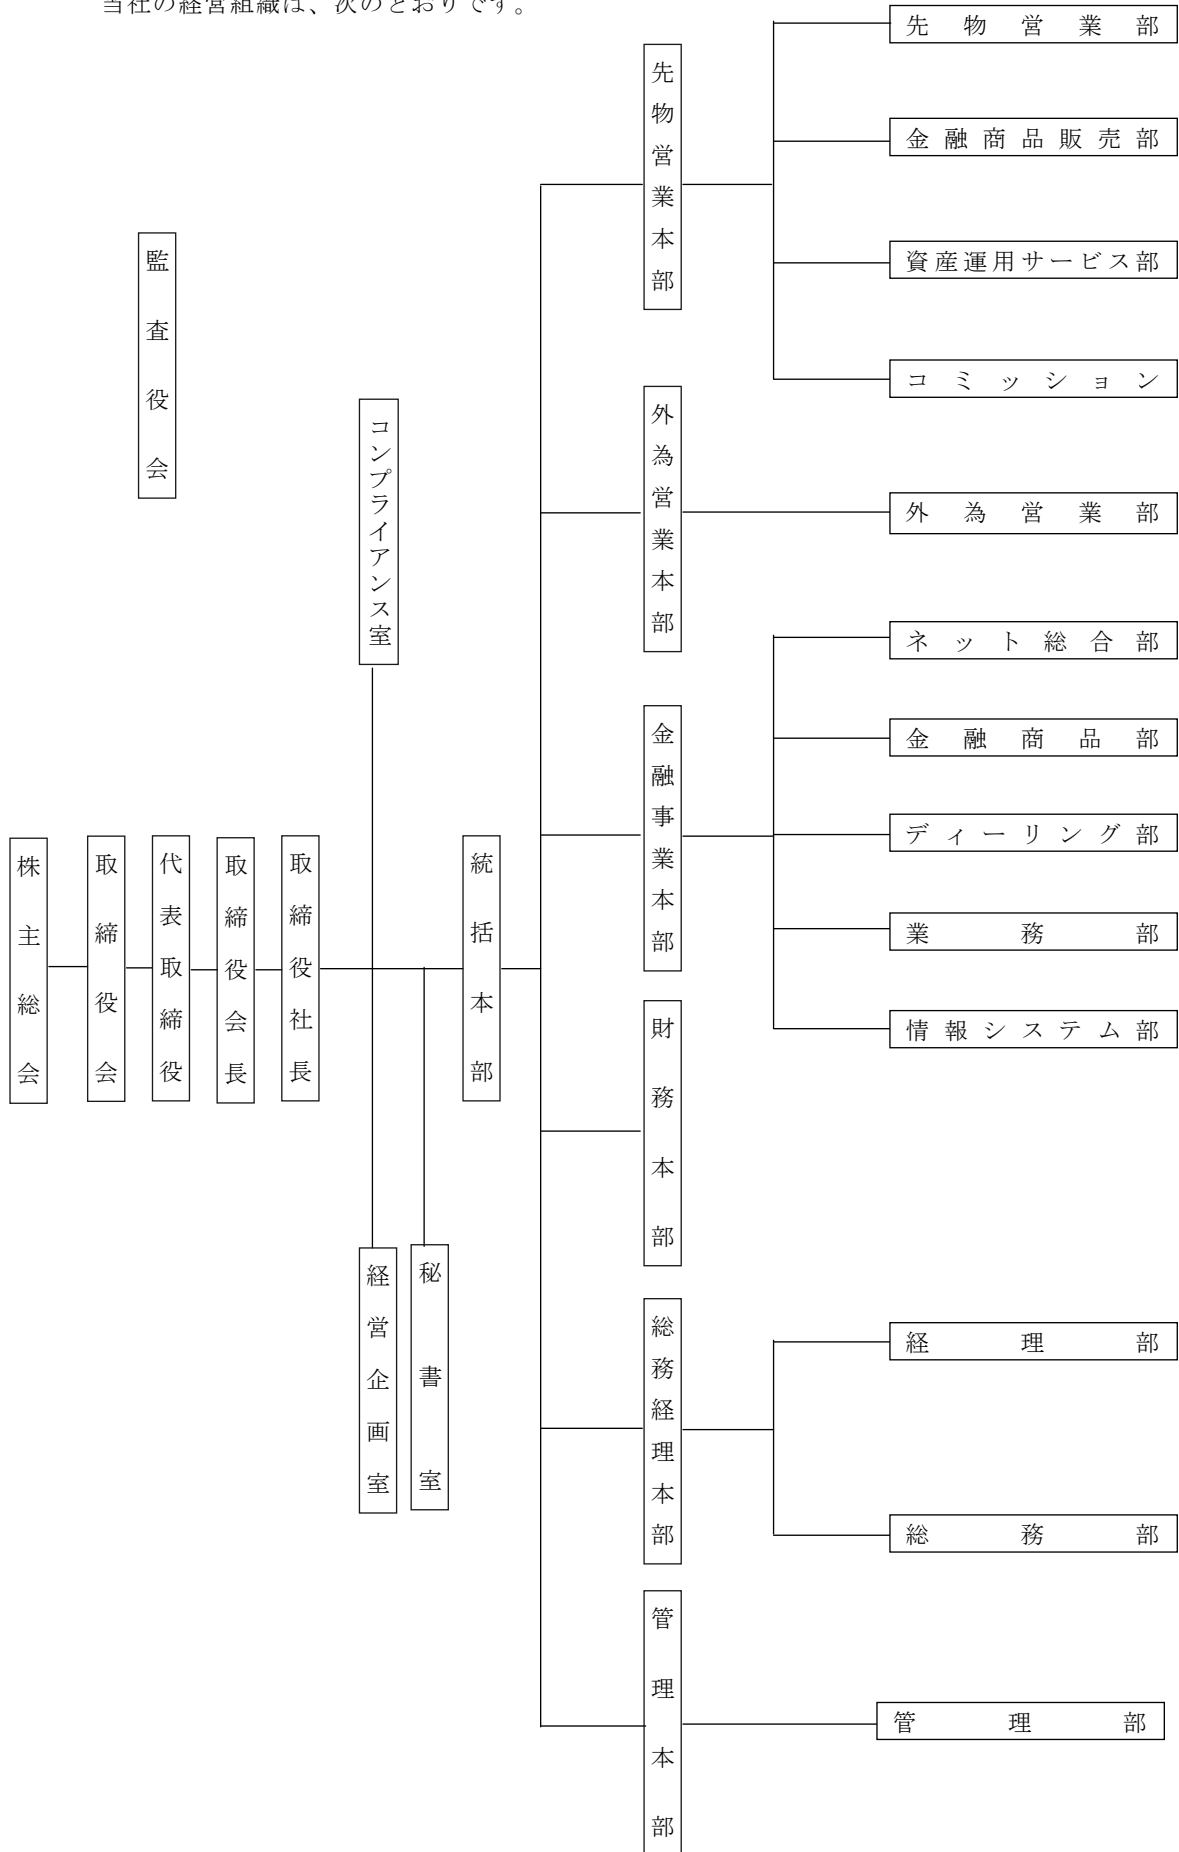 当社の経営組織は、次のとおりです。
監査役会
株主総会
取締役会
代表取締役
取締役会長
取締役社長
コンプライアンス室
経営企画室
秘書室
統括本部
先物営業本部
先物営業部
金融商品販売部
資産運用サービス部
コミッション
外為営業本部
外為営業部
金融事業本部
ネット総合部
金融商品部
ディーリング部
業務部
情報システム部
財務本部
総務経理本部
経理部
総務部
管理本部
管理部